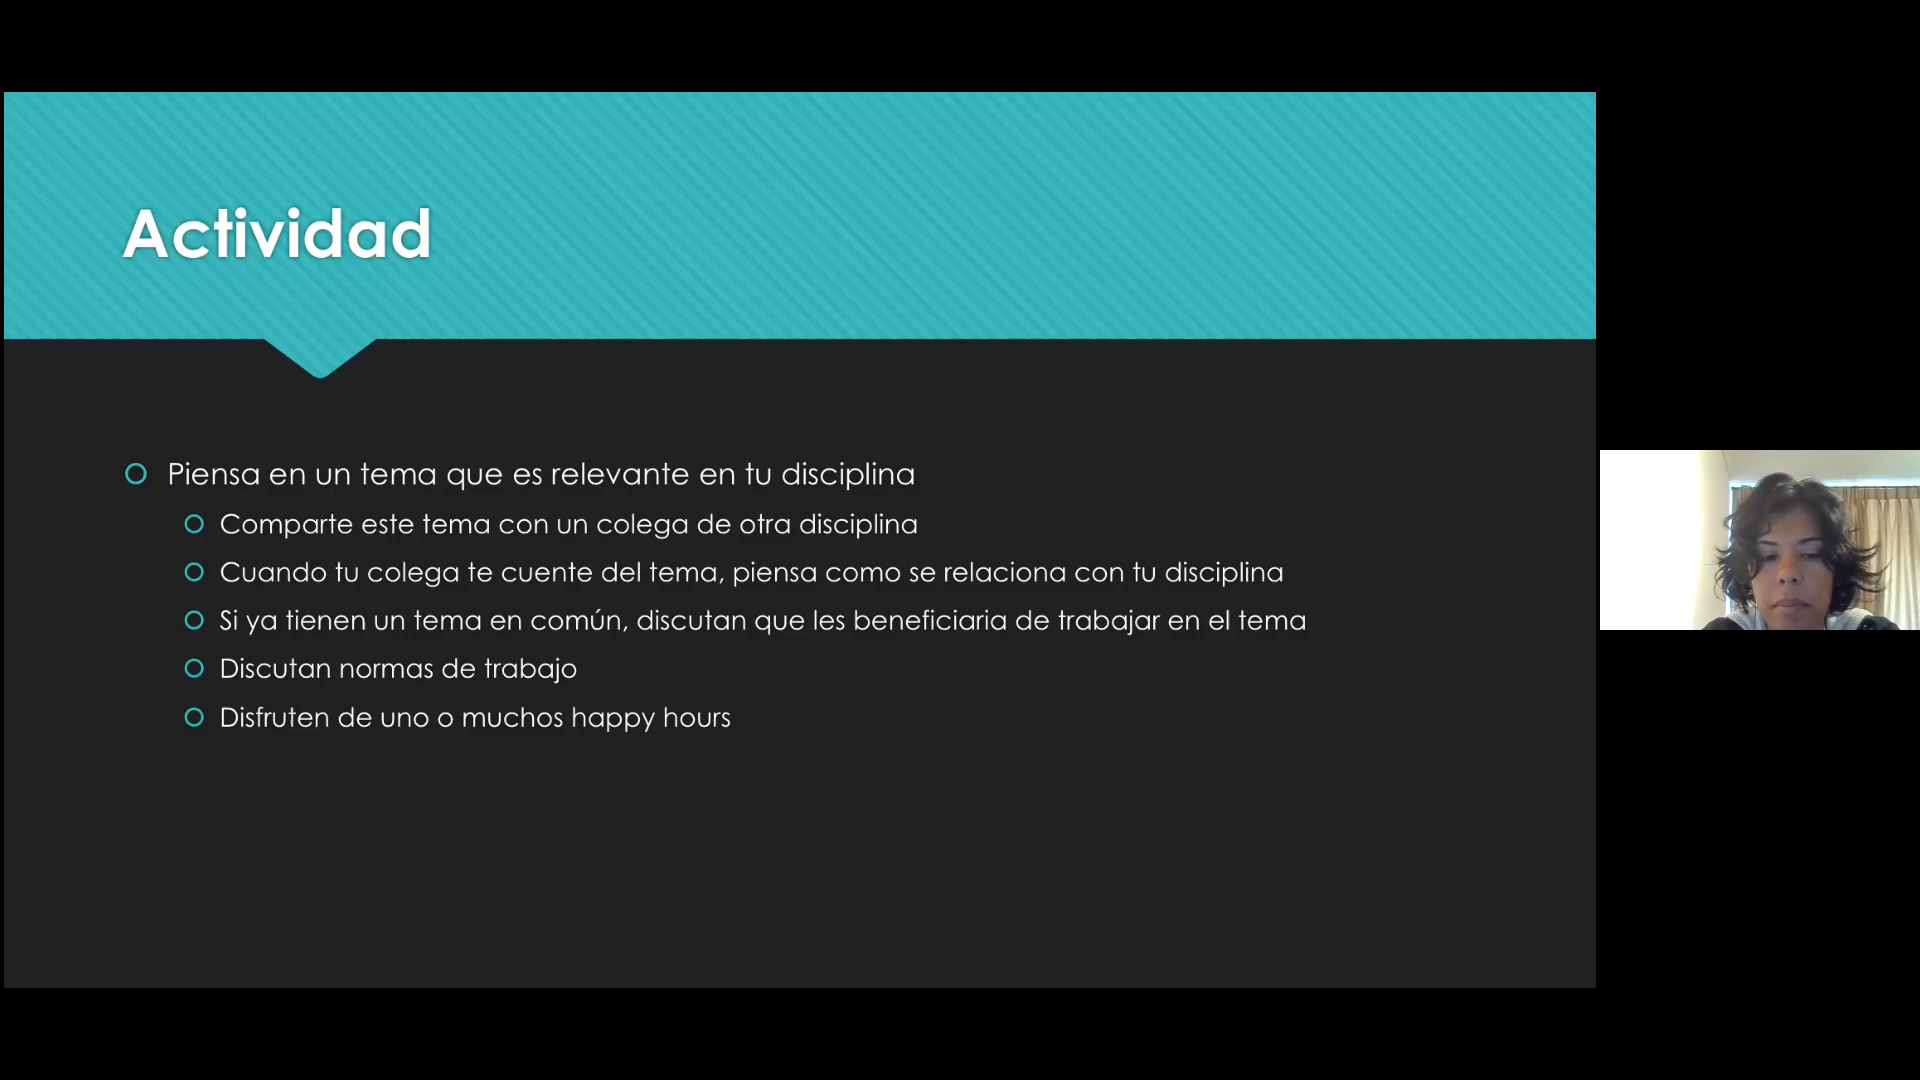 Actividad
Piensa en un tema que es relevante en tu disciplina
Comparte este tema con un colega de otra disciplina
Cuando tu colega te cuente del tema, piensa como se relaciona con tu disciplina
Si ya tienen un tema en común, discutan que les beneficiaria de trabajar en el tema
Discutan normas de trabajo
Disfruten de uno o muchos happy hours